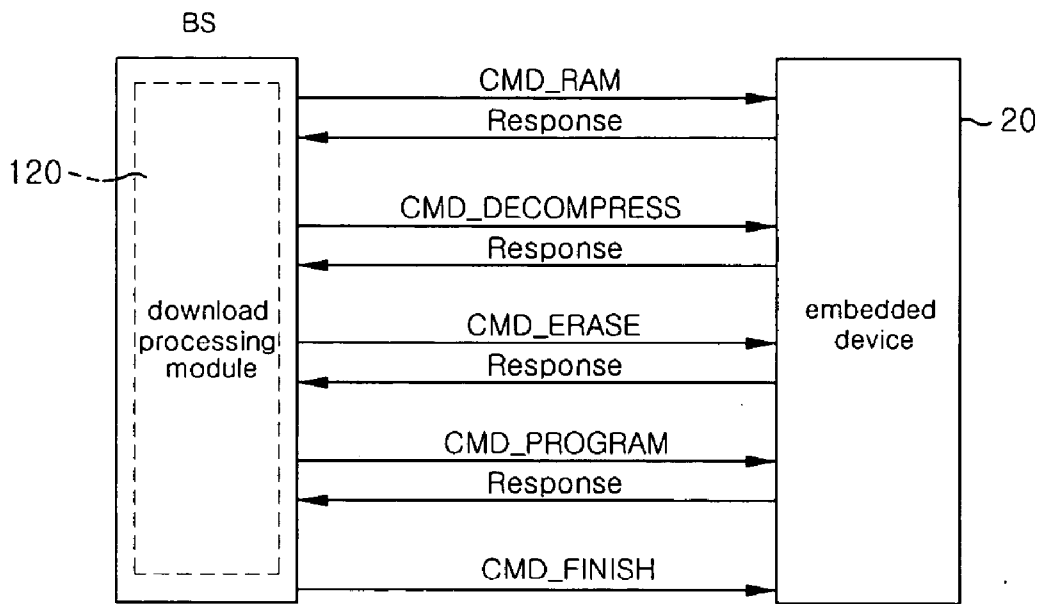 BS
CMD_RAM
Response
20
120
CMD_DECOMPRESS
Response
download
processing
module
CMD_ERASE
Response
embedded
device
CMD_PROGRAM
Response
CMD_FINISH